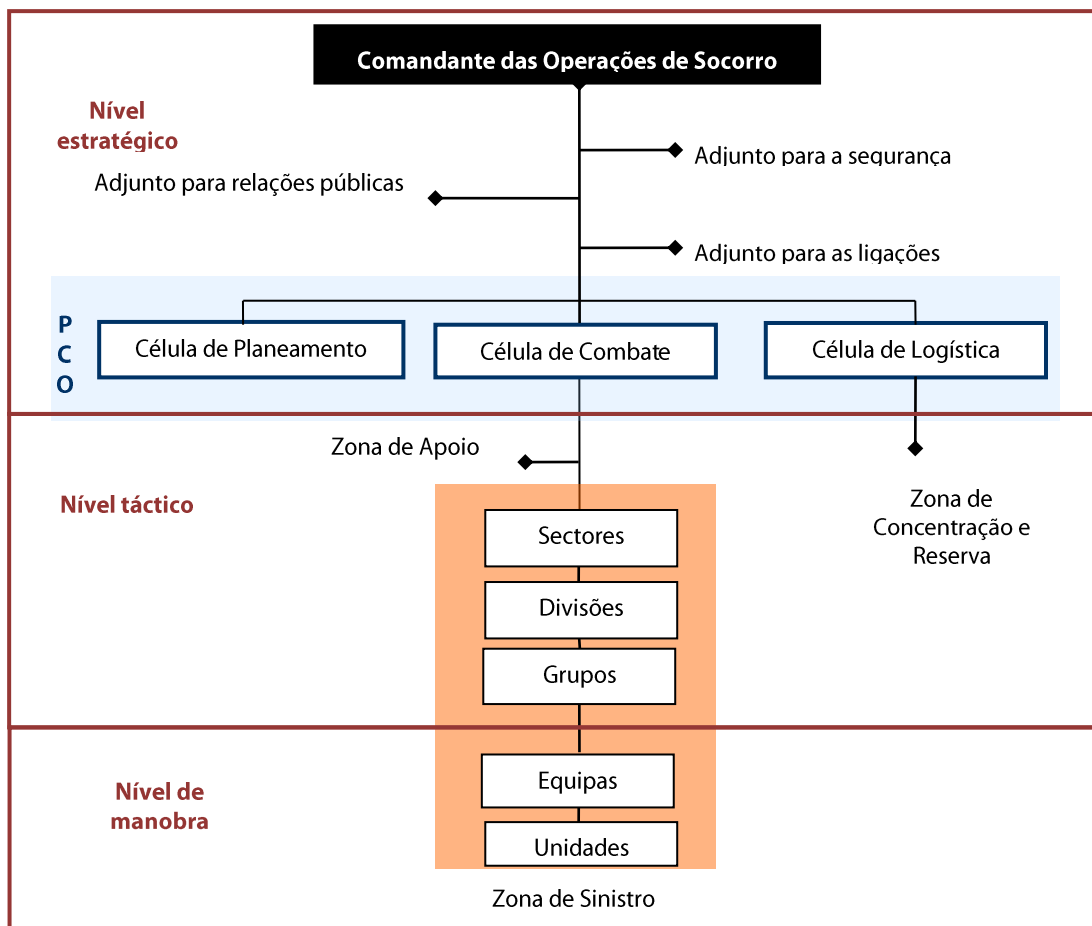 Comandante das Operações de Socorro
Nível
estratégico
Adjunto para a segurança
Adjunto para relações públicas
Adjunto para as ligações
P
C
O
Célula de Planeamento
Célula de Combate
Célula de Logística
Zona de Apoio
Nível táctico
Zona de
Concentração e
Reserva
Sectores
Divisões
Grupos
Nível de
manobra
Equipas
Unidades
Zona de Sinistro